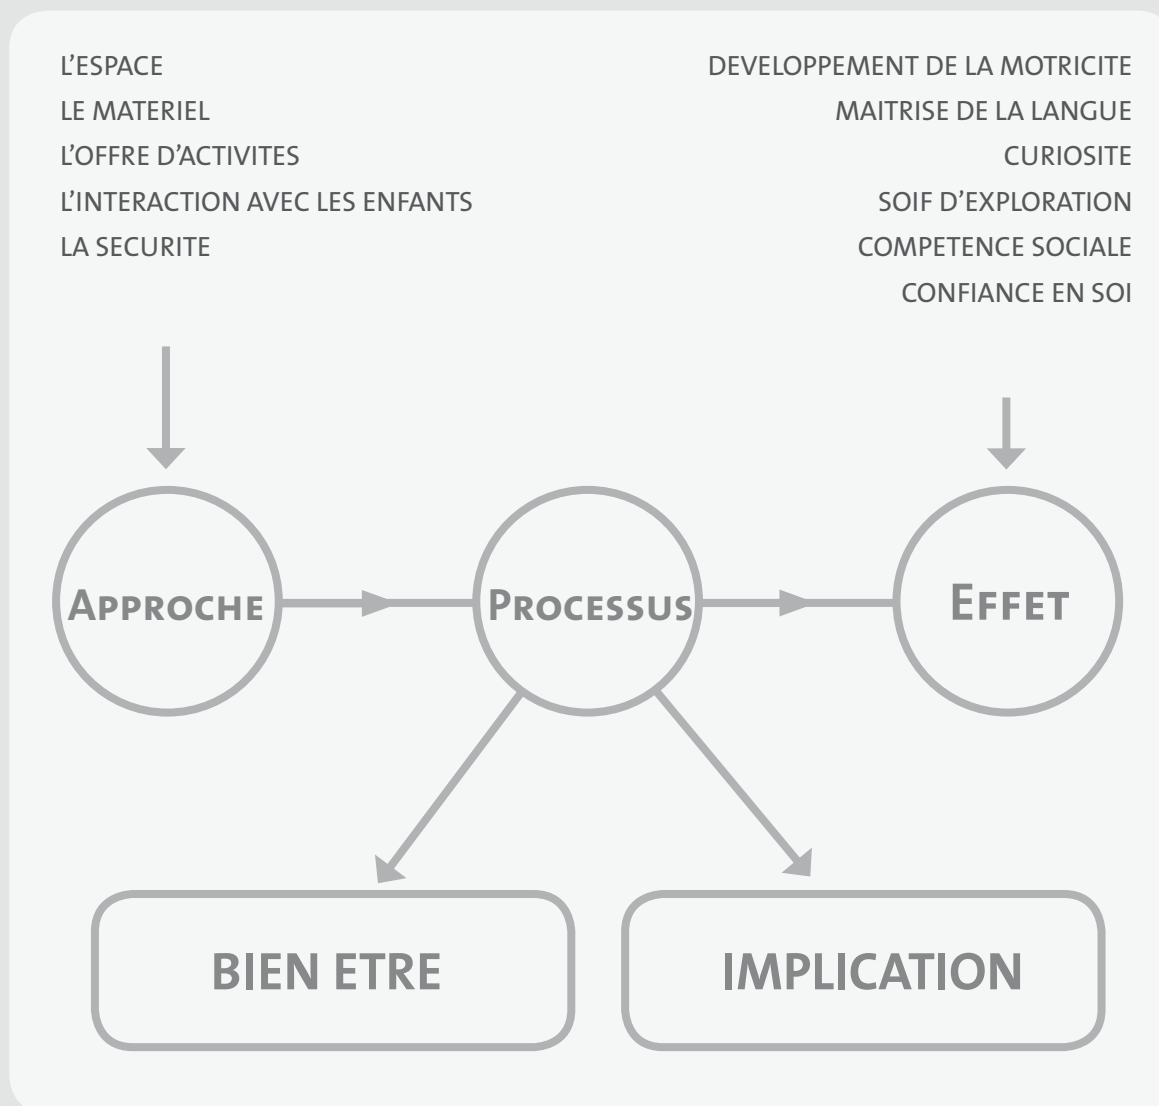 L'ESPACE
LE MATERIEL
L'OFFRE D'ACTIVITES
L'INTERACTION AVEC LES ENFANTS
LA SECURITE
DEVELOPPEMENT DE LA MOTRICITE
MAITRISE DE LA LANGUE
CURIOSITE
SOIF D'EXPLORATION
COMPETENCE SOCIALE
CONFIANCE EN SOI
APPROCHE
PROCESSUS
EFFET
BIEN ETRE
IMPLICATION